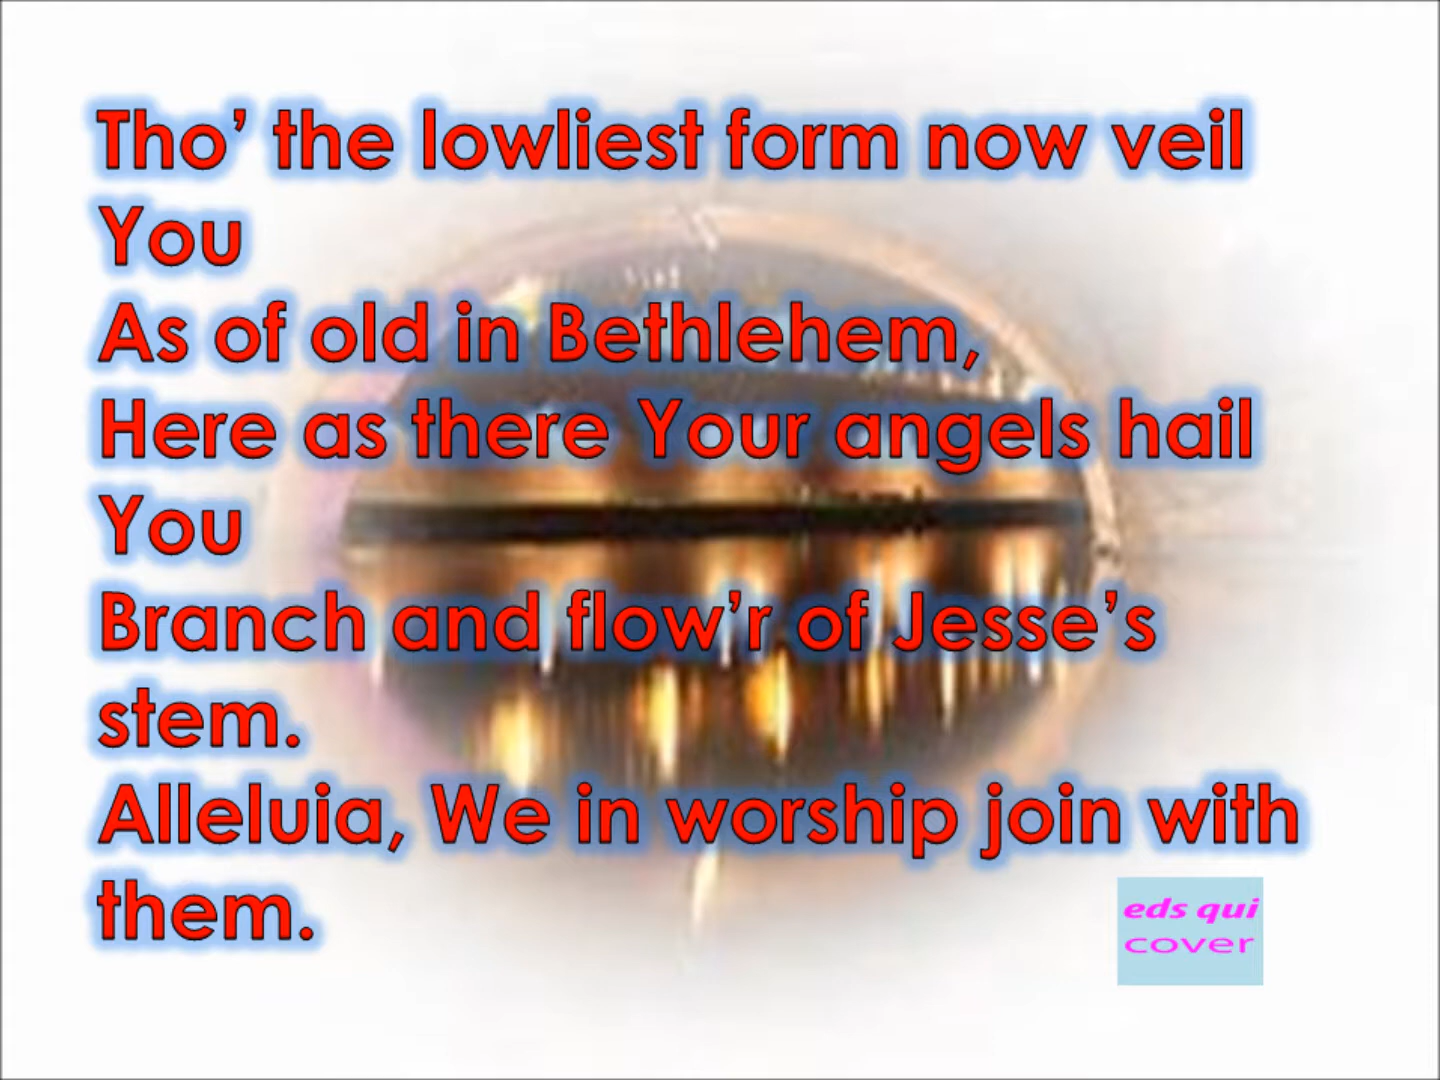 Tho’ the lowliest form now veil
You
As of old in Bethlehem,
Here as there Your angels hail
You
Branch and flow’r of Jesse’s
stem.
Alleluia, We in worship join with
them.
eds qui
cover